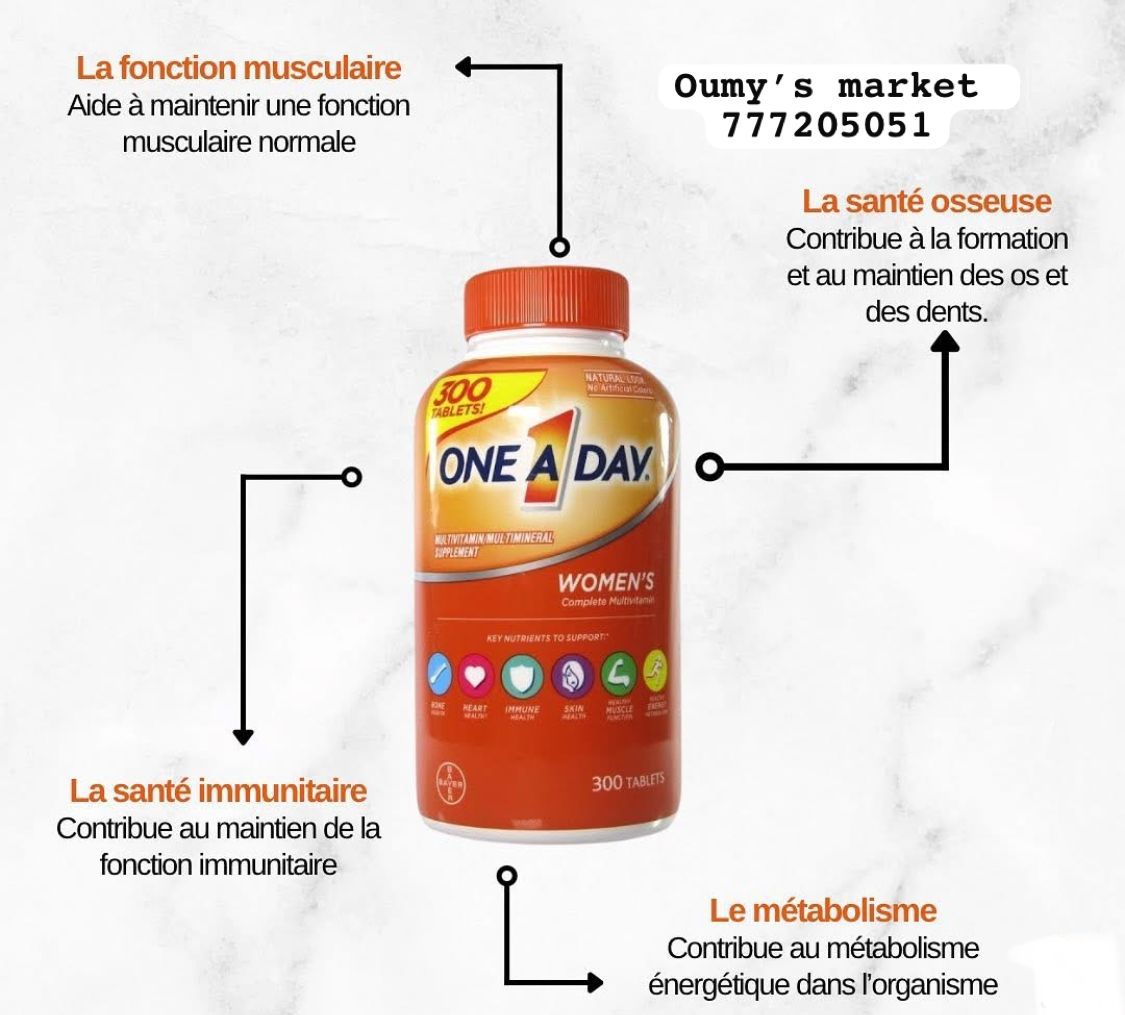 La fonction musculaire
Aide à maintenir une fonction
musculaire normale
Oumy's market
777205051
La santé osseuse
Contribue à la formation
et au maintien des os et
des dents.
300
TABLETS!
NATURAL LOOK
No Artificial Colors
ONE A DAY.
1
MULTIVITAMIN/MULTIMINERAL
SUPPLEMENT
WOMEN'S
Complete Multivitamin
KEY NUTRIENTS TO SUPPORT:
BONE HEART IMMUNE SKIN HEALTHY
HEALTH HEALTH HEALTH MUSCLE ENERGY
FUNCTION
BAYER
BAYER
300 TABLETS
La santé immunitaire
Contribue au maintien de la
fonction immunitaire
Le métabolisme
Contribue au métabolisme
énergétique dans l'organisme